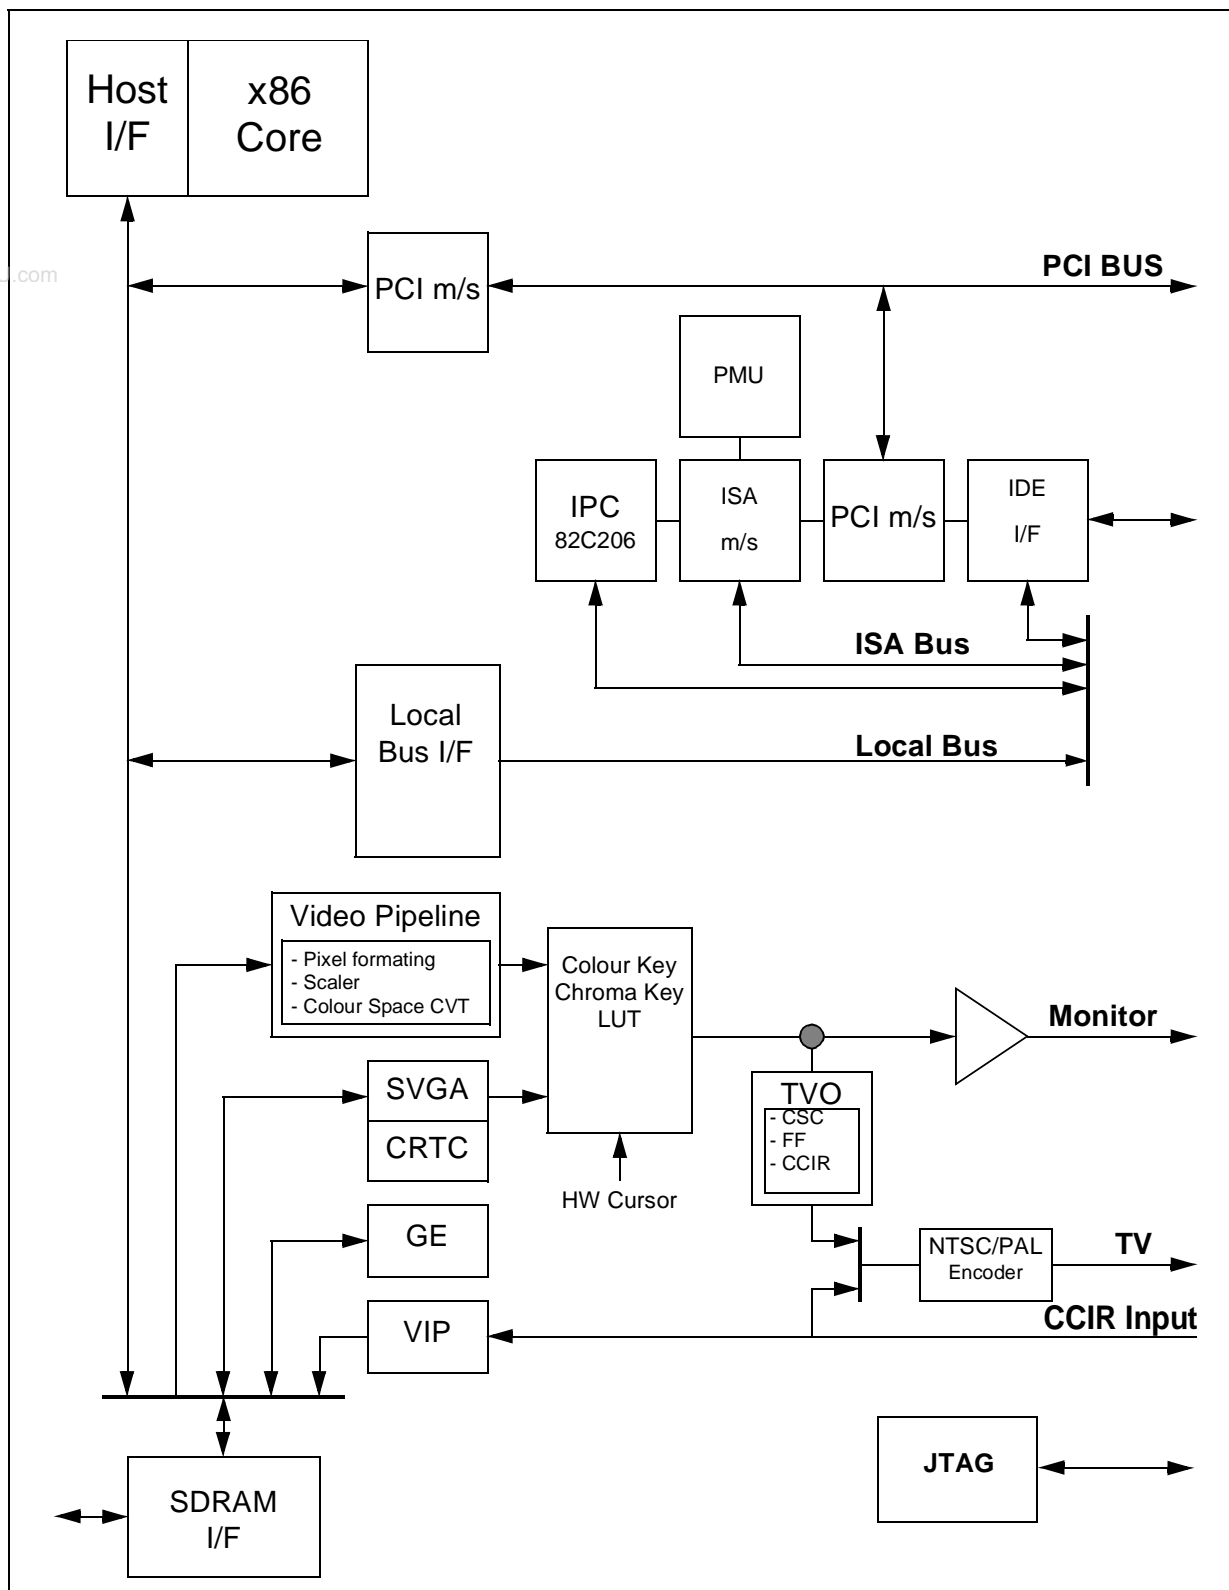 Host
I/F
x86
Core
.com
PCI m/s
PCI BUS
PMU
IPC
82C206
ISA
m/s
PCI m/s
IDE
I/F
ISA Bus
Local
Bus I/F
Local Bus
Video Pipeline
- Pixel formating
- Scaler
- Colour Space CVT
Colour Key
Chroma Key
LUT
Monitor
SVGA
CRTC
TVO
- CSC
- FF
- CCIR
HW Cursor
GE
NTSC/PAL
Encoder
TV
VIP
CCIR Input
JTAG
SDRAM
I/F